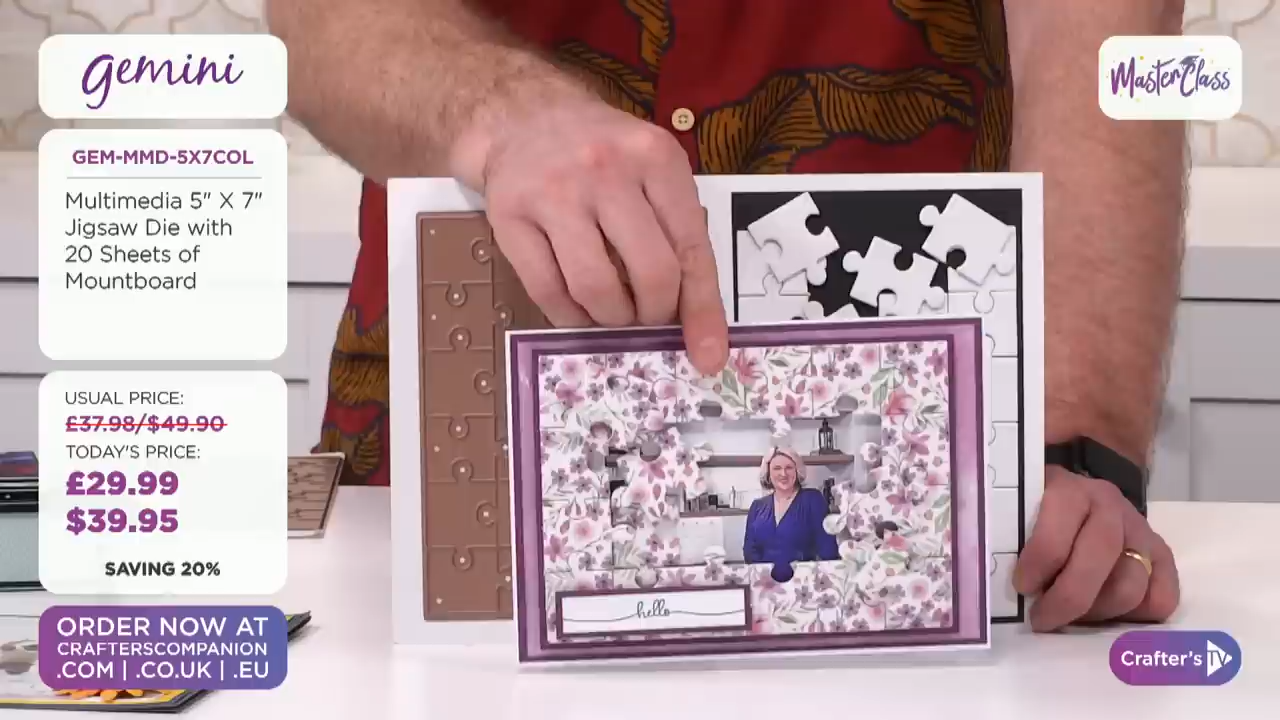 gemini
GEM-MMD-5X7COL
Multimedia 5" X 7"
Jigsaw Die with
20 Sheets of
Mountboard
USUAL PRICE:
£37.98/$49.90
TODAY'S PRICE:
£29.99
$39.95
SAVING 20%
ORDER NOW AT
CRAFTERSCOMPANION
.COM | .CO.UK | .EU
MasterClass
hello
Crafter's TV